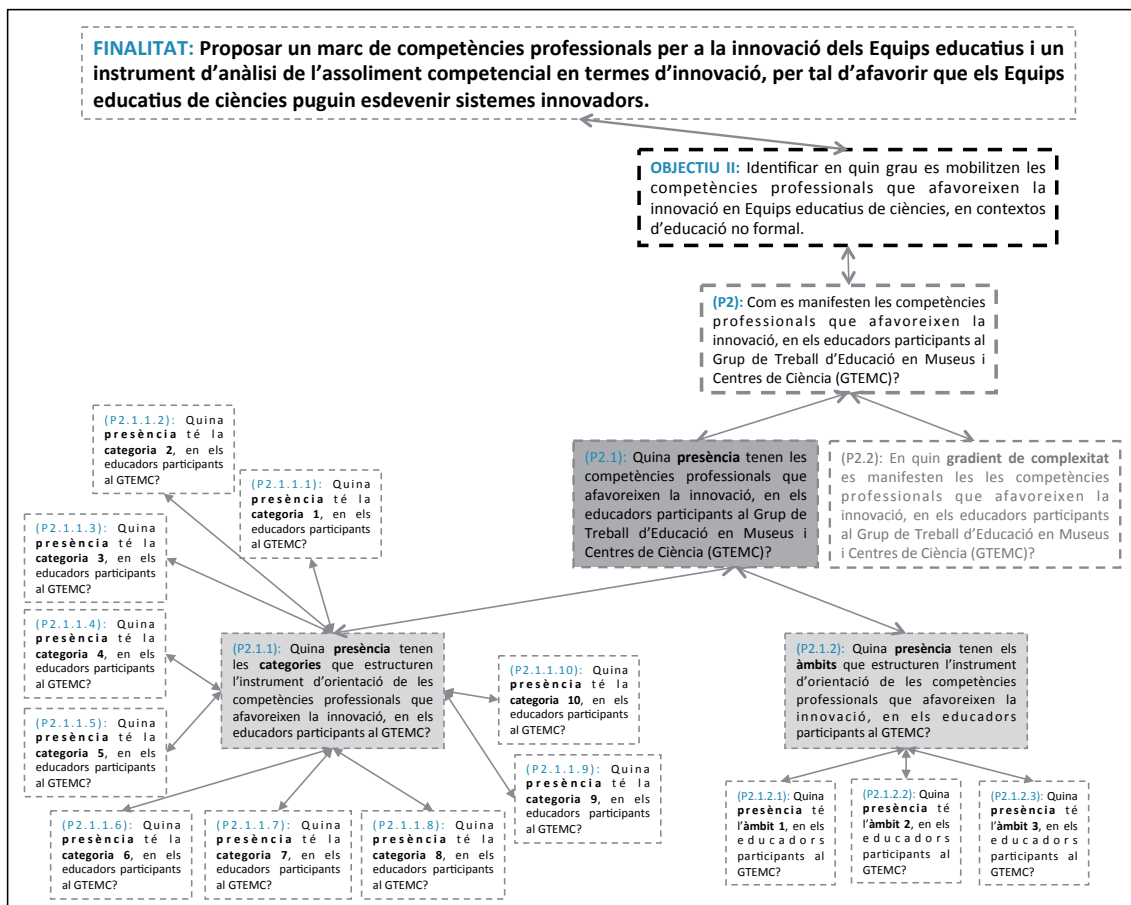 FINALITAT: Proposar un marc de competències professionals per a la innovació dels Equips educatius i un
instrument d’anàlisi de l’assoliment competencial en termes d’innovació, per tal d’afavorir que els Equips
educatius de ciències puguin esdevenir sistemes innovadors.
OBJECTIU II: Identificar en quin grau es mobilitzen les
competències professionals que afavoreixen la
innovació en Equips educatius de ciències, en contextos
d’educació no formal.
(P2): Com es manifesten les competències
professionals que afavoreixen la
innovació, en els educadors participants al
Grup de Treball d’Educació en Museus i
Centres de Ciència (GTEMC)?
(P2.1): Quina presència tenen les
competències professionals que
afavoreixen la innovació, en els
educadors participants al Grup de
Treball d’Educació en Museus i
Centres de Ciència (GTEMC)?
(P2.2): En quin gradient de complexitat
es manifesten les les competències
professionals que afavoreixen la
innovació, en els educadors participants
al Grup de Treball d’Educació en Museus
i Centres de Ciència (GTEMC)?
(P2.1.1.2): Quina
presència té la
categoria 2, en els
educadors participants
al GTEMC?
(P2.1.1.1): Quina
presència té la
categoria 1, en els
educadors participants
al GTEMC?
(P2.1.1.3): Quina
presència té la
categoria 3, en els
educadors participants
al GTEMC?
(P2.1.1.4): Quina
presència té la
categoria 4, en els
educadors participants
al GTEMC?
(P2.1.1.5): Quina
presència té la
categoria 5, en els
educadors participants
al GTEMC?
(P2.1.1): Quina presència tenen
les categories que estructuren
l’instrument d’orientació de les
competències professionals que
afavoreixen la innovació, en els
educadors participants al GTEMC?
(P2.1.1.10): Quina
presència té la
categoria 10, en els
educadors participants
al GTEMC?
(P2.1.2): Quina presència tenen els
àmbits que estructuren l’instrument
d’orientació de les competències
professionals que afavoreixen la
innovació, en els educadors
participants al GTEMC?
(P2.1.1.9): Quina
presència té la
categoria 9, en els
educadors participants
al GTEMC?
(P2.1.1.6): Quina
presència té la
categoria 6, en els
educadors participants
al GTEMC?
(P2.1.1.7): Quina
presència té la
categoria 7, en els
educadors participants
al GTEMC?
(P2.1.1.8): Quina
presència té la
categoria 8, en els
educadors participants
al GTEMC?
(P2.1.2.1): Quina
presència té
l’àmbit 1, en els
educadors
participants al
GTEMC?
(P2.1.2.2): Quina
presència té
l’àmbit 2, en els
educadors
participants al
GTEMC?
(P2.1.2.3): Quina
presència té
l’àmbit 3, en els
educadors
participants al
GTEMC?